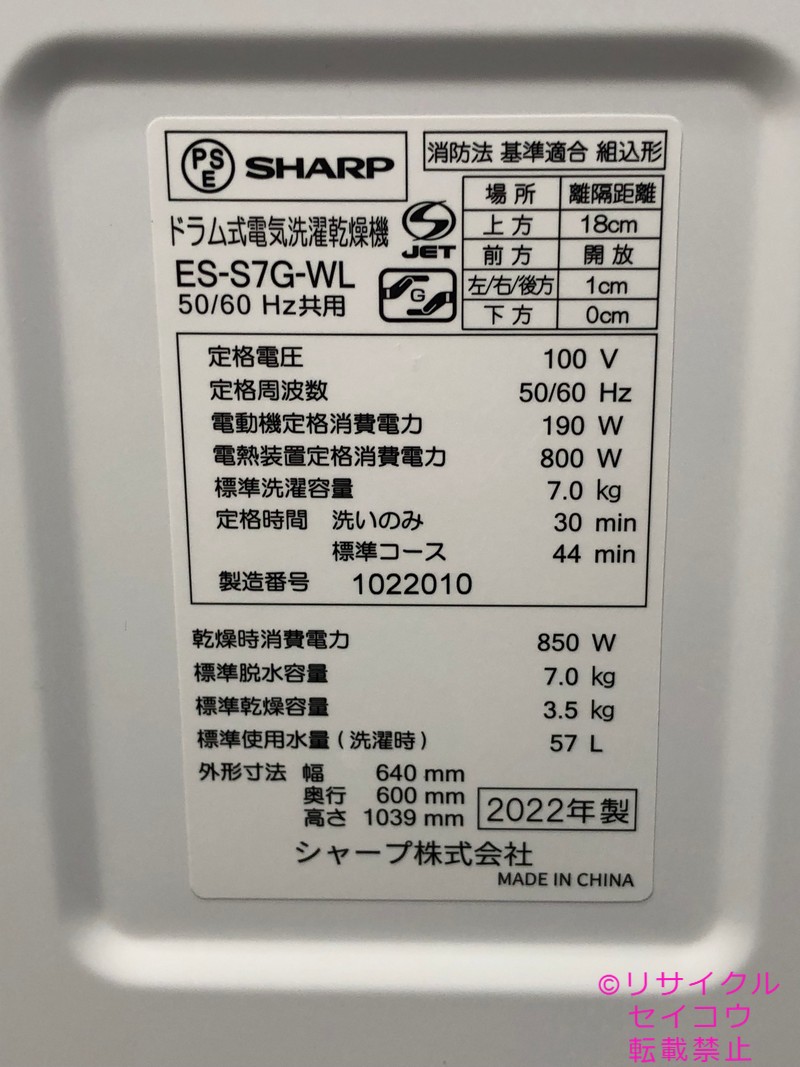 PSE SHARP
消防法 基準適合 組込形
ドラム式電気洗濯乾燥機
ES-S7G-WL
50/60 Hz共用
JET
G
場所 離隔距離
上方 18cm
前方 開放
左/右/後方 1cm
下方 0cm
定格電圧 100 V
定格周波数 50/60 Hz
電動機定格消費電力 190 W
電熱装置定格消費電力 800 W
標準洗濯容量 7.0 kg
定格時間 洗いのみ 30 min
標準コース 44 min
製造番号 1022010
乾燥時消費電力 850 W
標準脱水容量 7.0 kg
標準乾燥容量 3.5 kg
標準使用水量(洗濯時) 57 L
外形寸法 幅 640 mm
奥行 600 mm
高さ 1039 mm
2022年製
シャープ株式会社
MADE IN CHINA
©リサイクル
セイコウ
転載禁止